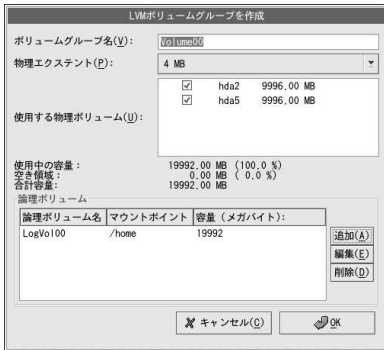 LVMボリュームグループを作成
ボリュームグループ名(V): Volume00
物理エクステント(P): 4 MB
使用する物理ボリューム(U):
hda2 9996.00 MB
hda5 9996.00 MB
使用中の容量: 19992.00 MB (100.0 %)
空き領域: 0.00 MB ( 0.0 %)
合計容量: 19992.00 MB
論理ボリューム
論理ボリューム名 マウントポイント 容量 (メガバイト):
LogVol00 /home 19992
追加(A)
編集(E)
削除(D)
キャンセル(C) OK